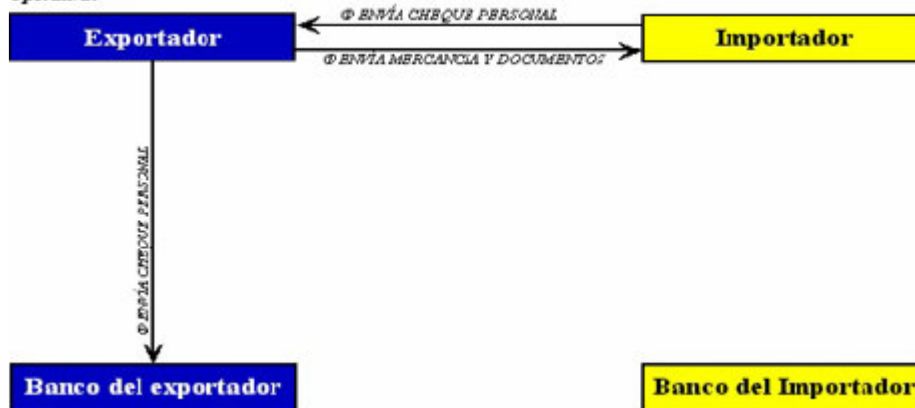 ① ENVÍA CHEQUE PERSONAL
Exportador
Importador
① ENVÍA MERCANCIA Y DOCUMENTOS
① ENVÍA CHEQUE PERSONAL
Banco del exportador
Banco del Importador